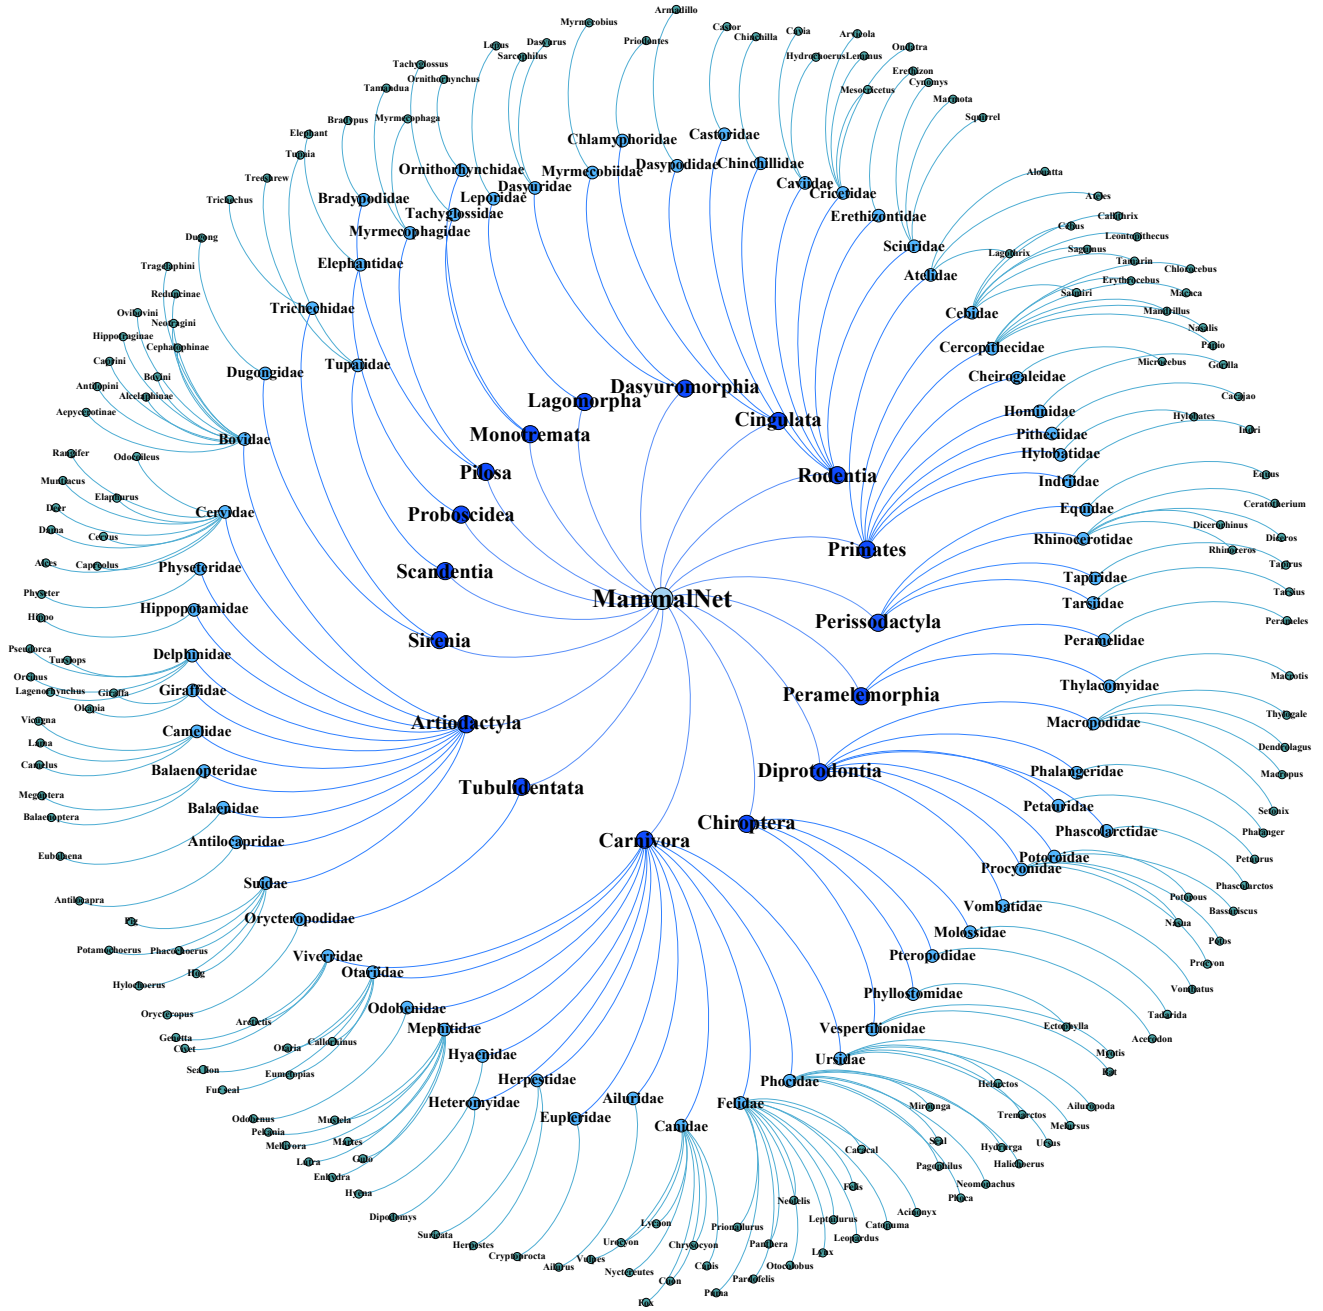 Armadillo
Myrmecobius
Priodontes
Castor
Chinchilla
Cavia
Arvicola
Lepus
Dasyurus
Sarcophilus
Hydrochoerus
Lemmus
Ondatra
Tachyglossus
Ornithorhynchus
Erethizon
Cynomys
Tamandua
Mesocricetus
Marmota
Bradypus
Myrmecophaga
Squirrel
Elephant
Tupaia
Chlamyphoridae
Castoridae
Treeshrew
Ornithorhynchidae
Myrmecobiidae
Dasypodidae
Chinchillidae
Alouatta
Trichechus
Bradypodidae
Leporidae
Dasyuridae
Caviidae
Cricetidae
Ateles
Tachyglossidae
Erethizontidae
Callithrix
Cebus
Dugong
Myrmecophagidae
Sciuridae
Leontopithecus
Saguinus
Lagothrix
Tragelaphini
Elephantidae
Atelidae
Tamarin
Chlorocebus
Erythrocebus
Reduncinae
Saimiri
Macaca
Ovibovini
Trichechidae
Cebidae
Mandrillus
Neotragini
Nasalis
Hippotraginae
Cephalophinae
Cercopithecidae
Papio
Caprini
Bovini
Dugongidae
Tupaiidae
Cheirogaleidae
Microcebus
Gorilla
Antilopini
Alcelaphinae
Dasyuromorphia
Aepycerotinae
Lagomorpha
Hominidae
Cacajao
Bovidae
Monotremata
Cingulata
Pitheciidae
Hylobates
Indri
Rangifer
Odocoileus
Hylobatidae
Pilosa
Rodentia
Indriidae
Equus
Muntiacus
Elaphurus
Deer
Cervidae
Proboscidea
Equidae
Ceratotherium
Dama
Cervus
Dicerorhinus
Diceros
Primates
Rhinocerotidae
Rhinoceros
Alces
Capreolus
Physeteridae
Scandentia
Tapiridae
Tapirus
Physeter
MammalNet
Tarsiidae
Tarsius
Hippo
Hippopotamidae
Perissodactyla
Perameles
Sirenia
Peramelidae
Pseudorca
Tursiops
Delphinidae
Orcinus
Macrotis
Lagenorhynchus
Giraffa
Giraffidae
Peramelemorphia
Thylacomyidae
Okapia
Vicugna
Artiodactyla
Macropodidae
Thylogale
Camelidae
Lama
Dendrolagus
Camelus
Balaenopteridae
Diprotodontia
Phalangeridae
Macropus
Megaptera
Tubulidentata
Balaenoptera
Balaenidae
Petauridae
Setonix
Chiroptera
Phascolarctidae
Phalanger
Antilocapridae
Carnivora
Eubalaena
Potoroidae
Petaurus
Procyonidae
Suidae
Phascolarctos
Antilocapra
Potorous
Vombatidae
Bassariscus
Pig
Orycteropodidae
Nasua
Molossidae
Potos
Potamochoerus
Phacochoerus
Viverridae
Pteropodidae
Procyon
Hog
Otariidae
Hylochoerus
Phyllostomidae
Vombatus
Odobenidae
Orycteropus
Tadarida
Arctictis
Mephitidae
Vespertilionidae
Ectophylla
Genetta
Acerodon
Civet
Otaria
Callorhinus
Hyaenidae
Ursidae
Myotis
Sea lion
Eumetopias
Herpestidae
Phocidae
Bat
Fur seal
Helarctos
Ailuridae
Heteromyidae
Felidae
Mirounga
Ailuropoda
Odobenus
Mustela
Eupleridae
Canidae
Tremarctos
Melursus
Pekania
Mellivora
Martes
Seal
Hydrurga
Ursus
Lutra
Gulo
Caracal
Pagophilus
Halichoerus
Enhydra
Neomonachus
Hyena
Felis
Phoca
Neofelis
Dipodomys
Lycaon
Prionailurus
Leptailurus
Acinonyx
Catopuma
Suricata
Herpestes
Urocyon
Chrysocyon
Panthera
Leopardus
Cryptoprocta
Vulpes
Lynx
Ailurus
Nyctereutes
Canis
Otocolobus
Cuon
Pardofelis
Puma
Fox